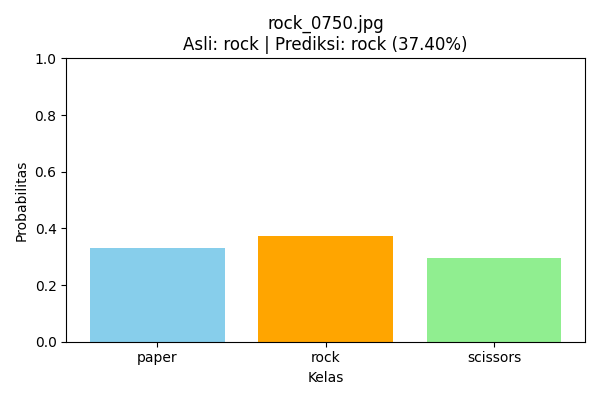 rock_0750.jpg
Asli: rock | Prediksi: rock (37.40%)
1.0
0.8
0.6
0.4
0.2
0.0
Probabilitas
paper rock scissors
Kelas